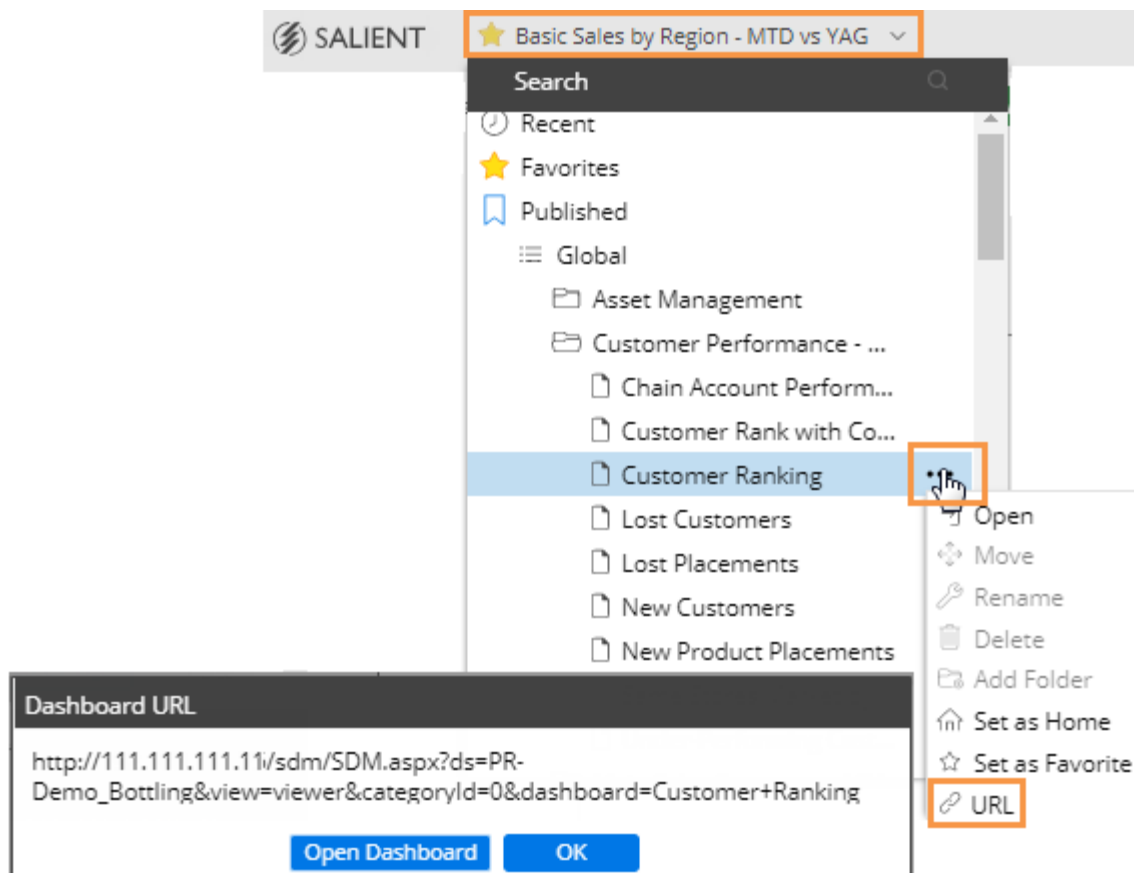 SALIENT
Basic Sales by Region - MTD vs YAG
Search
Recent
Favorites
Published
Global
Asset Management
Customer Performance - ...
Chain Account Perform...
Customer Rank with Co...
Customer Ranking
Lost Customers
Lost Placements
New Customers
New Product Placements
Open
Move
Rename
Delete
Add Folder
Set as Home
Set as Favorite
URL
Dashboard URL
http://111.111.111.11/sdm/SDM.aspx?ds=PR-
Demo_Bottling&view=viewer&categoryId=0&dashboard=Customer+Ranking
Open Dashboard
OK